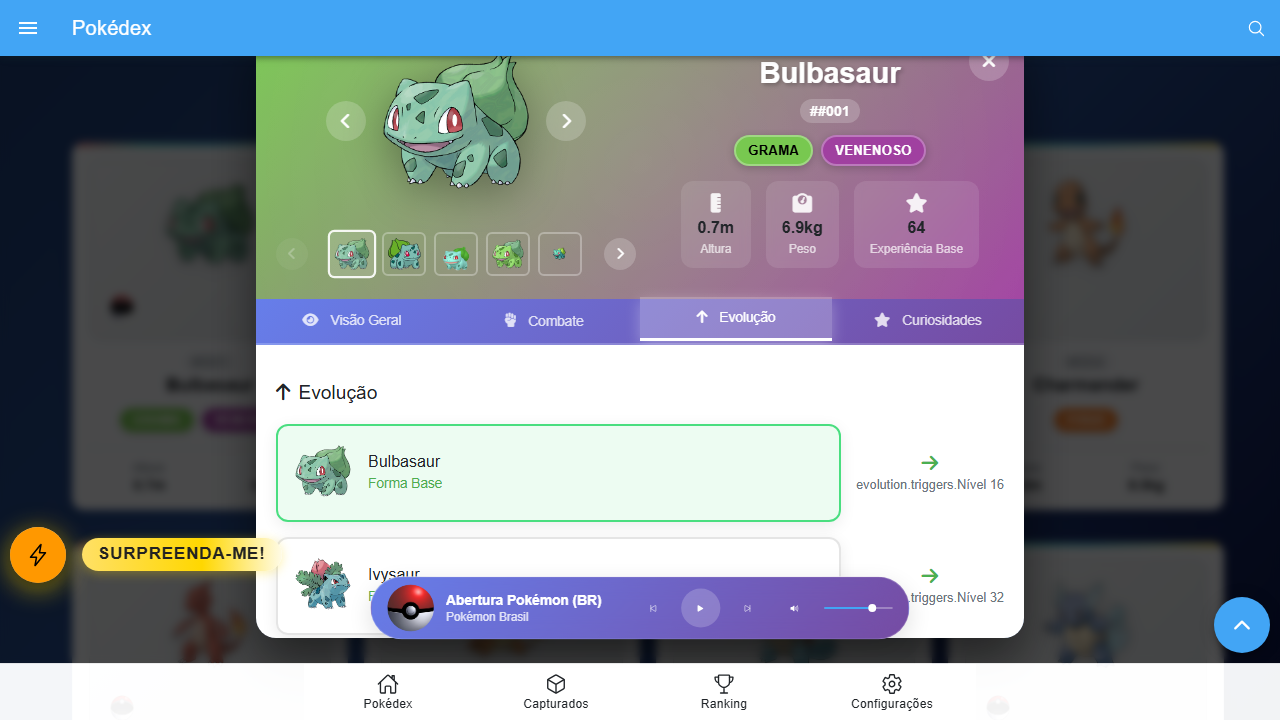 Pokédex
Bulbasaur
##001
GRAMA
VENENOSO
0.7m
Altura
6.9kg
Peso
64
Experiência Base
Visão Geral
Combate
Evolução
Curiosidades
Evolução
Bulbasaur
Forma Base
evolution.triggers.Nível 16
Ivysaur
.triggers.Nível 32
SURPREENDA-ME!
Abertura Pokémon (BR)
Pokémon Brasil
Bulbasaur
Charmander
Pokédex
Capturados
Ranking
Configurações